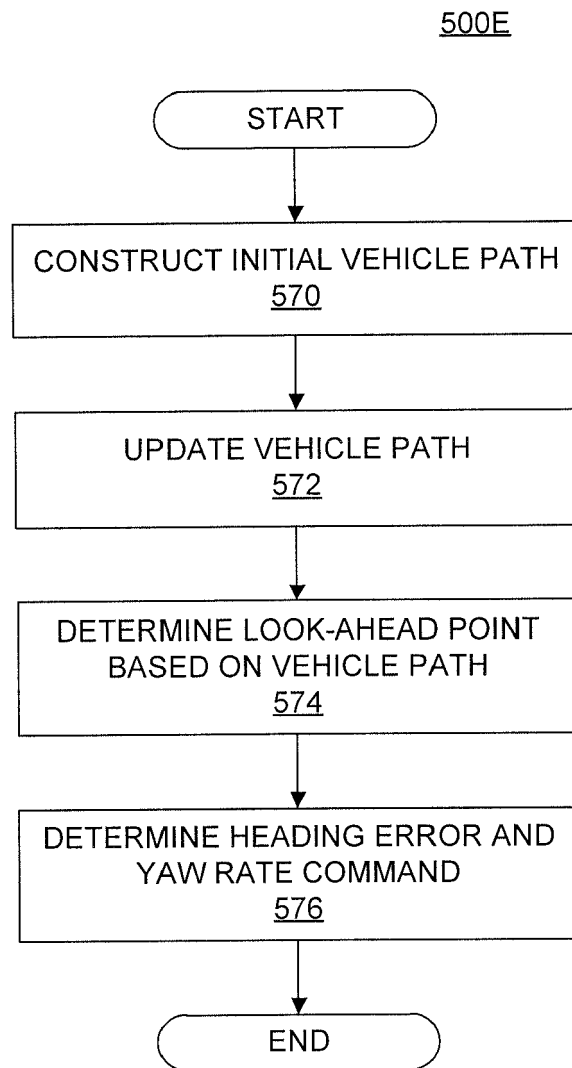 500E
START
CONSTRUCT INITIAL VEHICLE PATH
570
UPDATE VEHICLE PATH
572
DETERMINE LOOK-AHEAD POINT
BASED ON VEHICLE PATH
574
DETERMINE HEADING ERROR AND
YAW RATE COMMAND
576
END